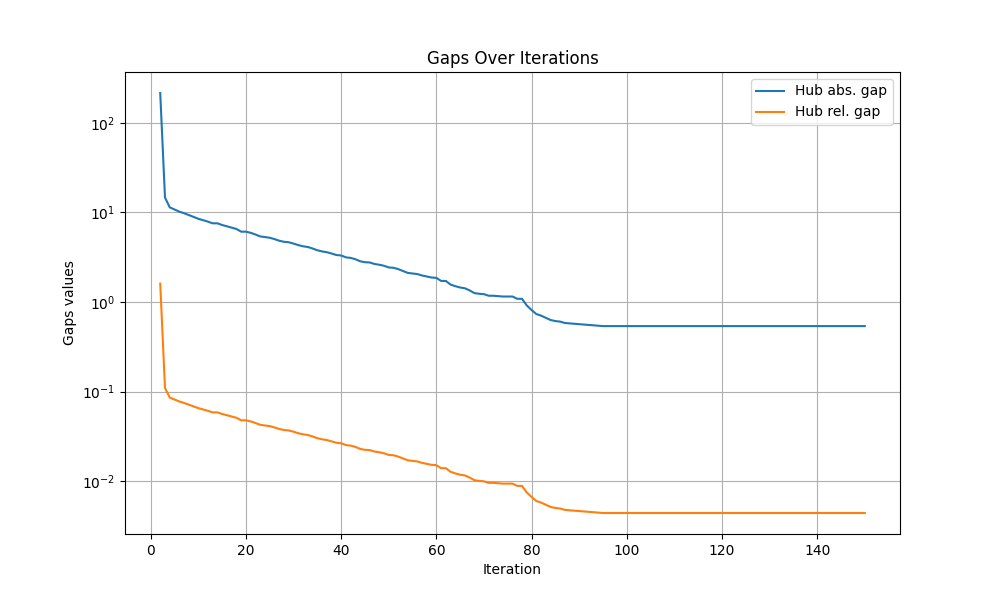 Gaps Over Iterations
Hub abs. gap
Hub rel. gap
Gaps values
10²
10¹
10⁰
10⁻¹
10⁻²
0 20 40 60 80 100 120 140
Iteration